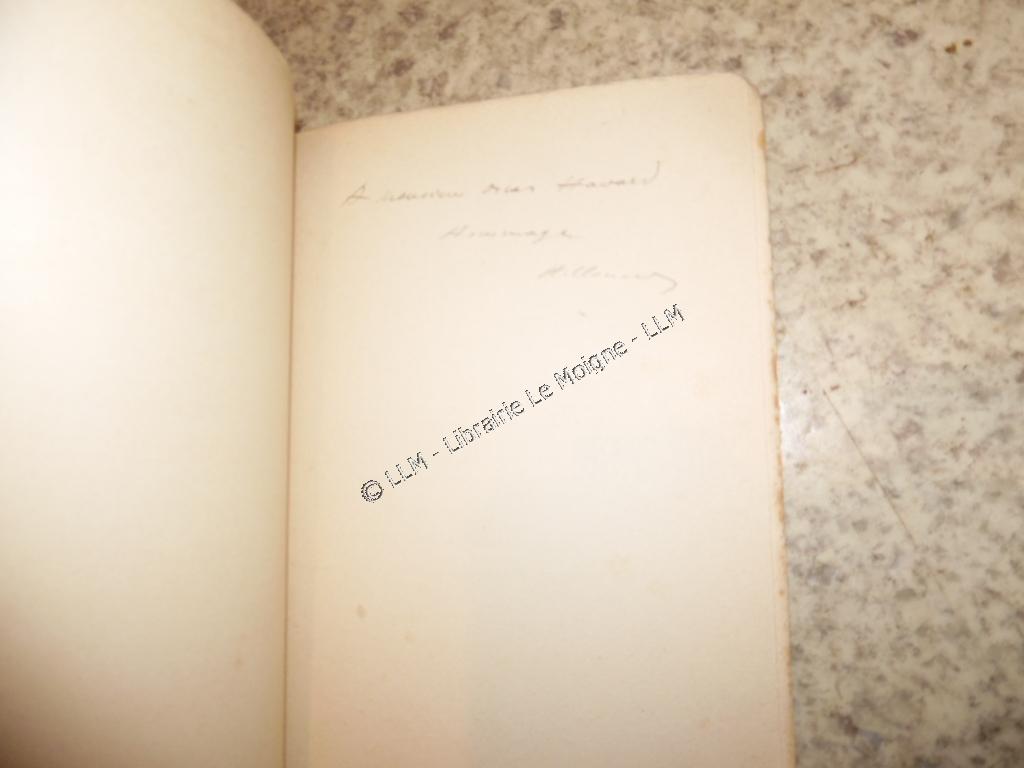 A Monsieur Oscar Havard
Hommage
© LLM - Librairie Le Moigne - LLM